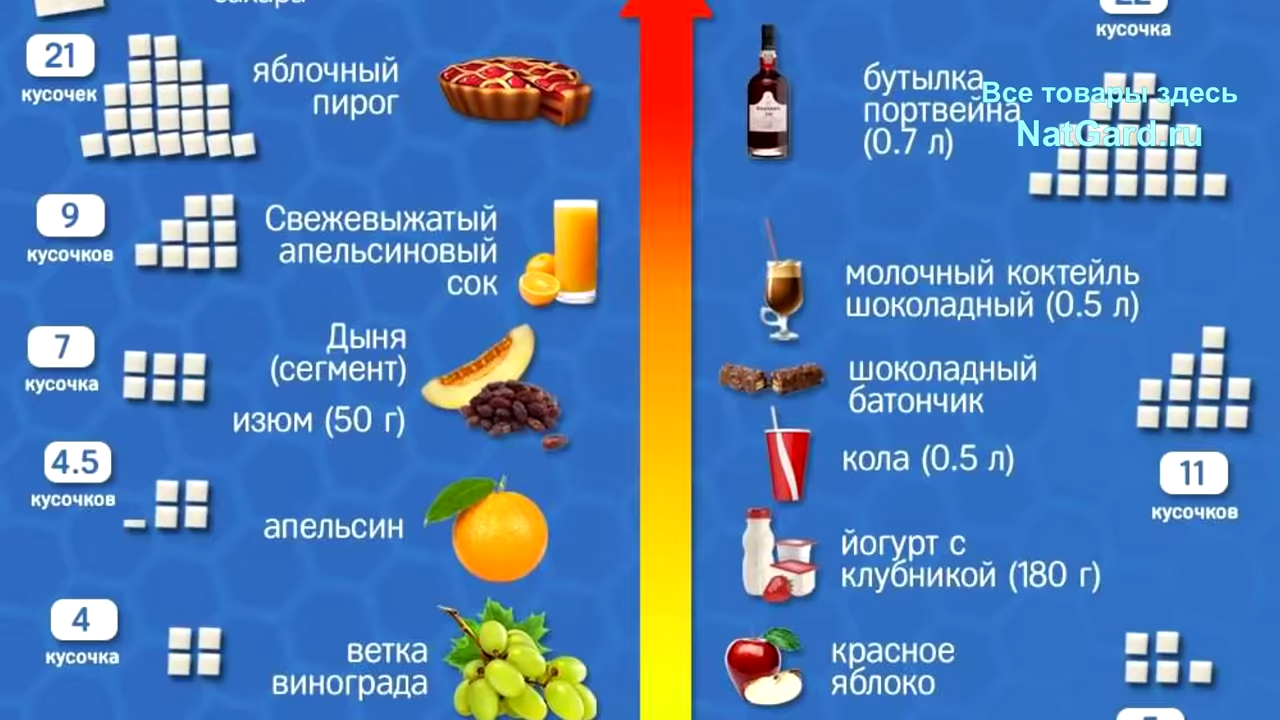 сахара
21
кусочек
яблочный
пирог
9
кусочков
Свежевыжатый
апельсиновый
сок
7
кусочка
Дыня
(сегмент)
изюм (50 г)
4.5
кусочков
апельсин
4
кусочка
ветка
винограда
22
кусочка
бутылка
портвейна
(0.7 л)
Все товары здесь
NatGard.ru
молочный коктейль
шоколадный (0.5 л)
шоколадный
батончик
кола (0.5 л)
11
кусочков
йогурт с
клубникой (180 г)
красное
яблоко